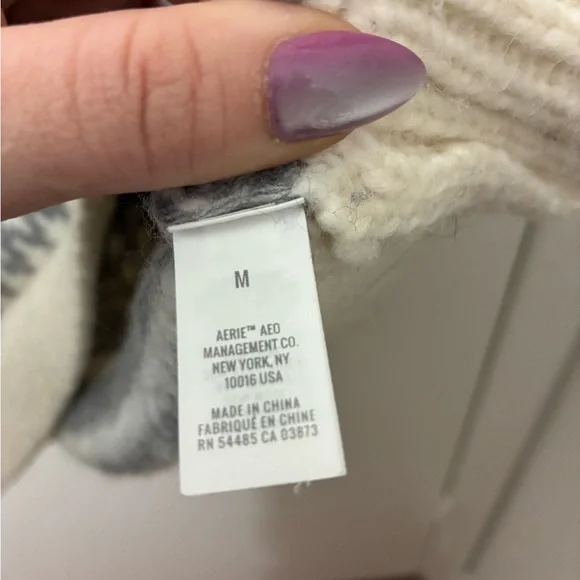 M
AERIE™ AEO
MANAGEMENT CO.
NEW YORK, NY
10016 USA
MADE IN CHINA
FABRIQUÉ EN CHINE
RN 54485 CA 03873